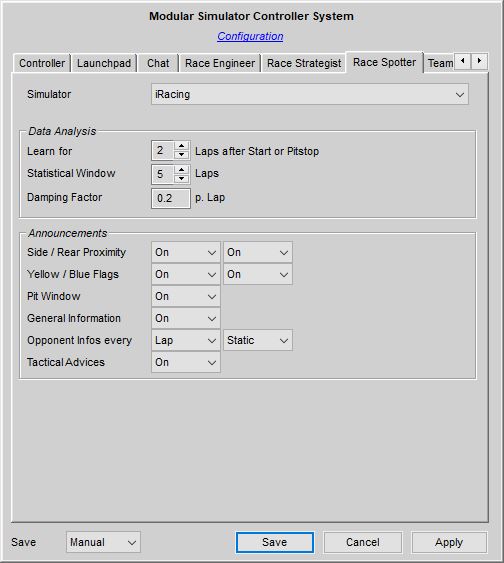 Modular Simulator Controller System
Configuration
Controller Launchpad Chat Race Engineer Race Strategist Race Spotter Team
Simulator iRacing
Data Analysis
Learn for 2 Laps after Start or Pitstop
Statistical Window 5 Laps
Damping Factor 0.2 p. Lap
Announcements
Side / Rear Proximity On On
Yellow / Blue Flags On On
Pit Window On
General Information On
Opponent Infos every Lap Static
Tactical Advices On
Save Manual Save Cancel Apply